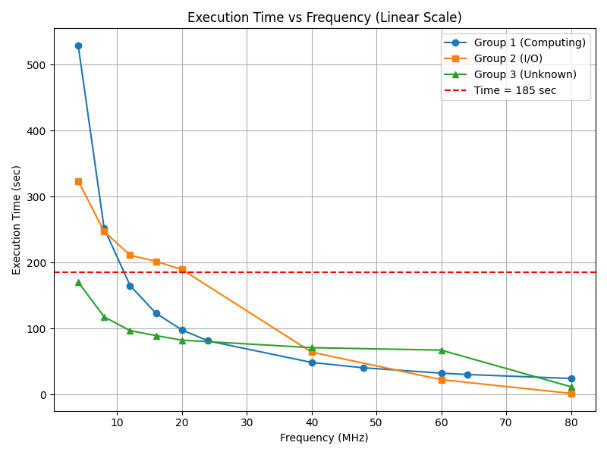 Execution Time vs Frequency (Linear Scale)
Group 1 (Computing)
Group 2 (I/O)
Group 3 (Unknown)
Time = 185 sec
Execution Time (sec)
500
400
300
200
100
0
10 20 30 40 50 60 70 80
Frequency (MHz)